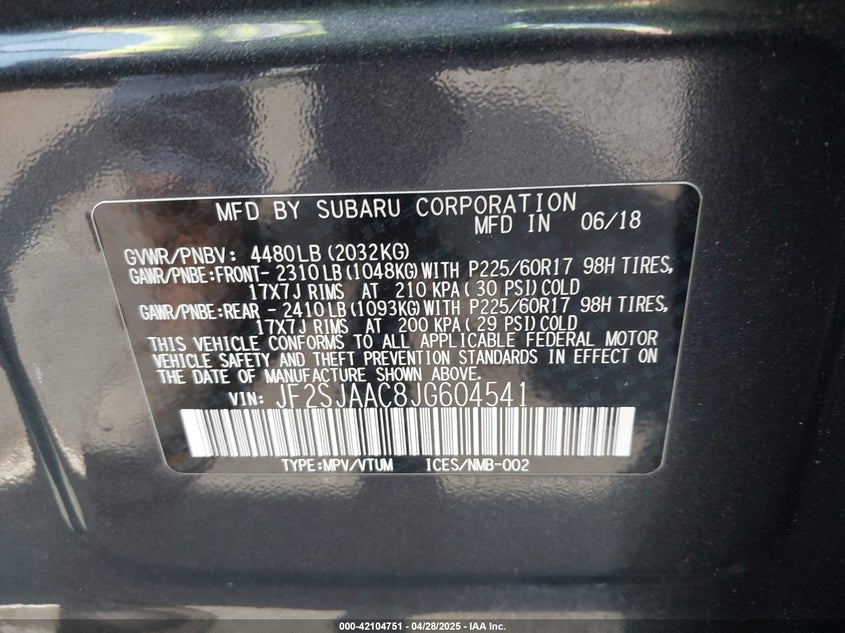 MFD BY SUBARU CORPORATION
MFD IN 06/18
GVWR/PNBV: 4480LB (2032KG)
GAWR/PNBE:FRONT- 2310LB (1048KG) WITH P225/60R17 98H TIRES,
17X7J RIMS AT 210 KPA ( 30 PSI) COLD
GAWR/PNBE:REAR - 2410LB (1093KG) WITH P225/60R17 98H TIRES,
17X7J RIMS AT 200 KPA ( 29 PSI) COLD
THIS VEHICLE CONFORMS TO ALL APPLICABLE FEDERAL MOTOR
VEHICLE SAFETY AND THEFT PREVENTION STANDARDS IN EFFECT ON
THE DATE OF MANUFACTURE SHOWN ABOVE.
VIN: JF2SJAAC8JG604541
TYPE:MPV/VTUM ICES/NMB-002
000-42104751 | 04/28/2025 - IAA Inc.